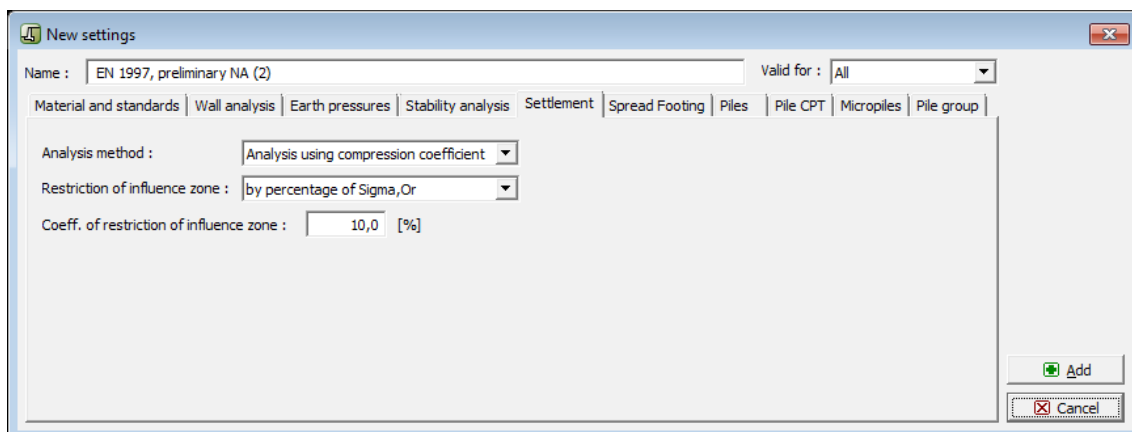 New settings
Name : EN 1997, preliminary NA (2) Valid for : All
Material and standards Wall analysis Earth pressures Stability analysis Settlement Spread Footing Piles Pile CPT Micropiles Pile group
Analysis method : Analysis using compression coefficient
Restriction of influence zone : by percentage of Sigma,Or
Coeff. of restriction of influence zone : 10,0 [%]
Add
Cancel